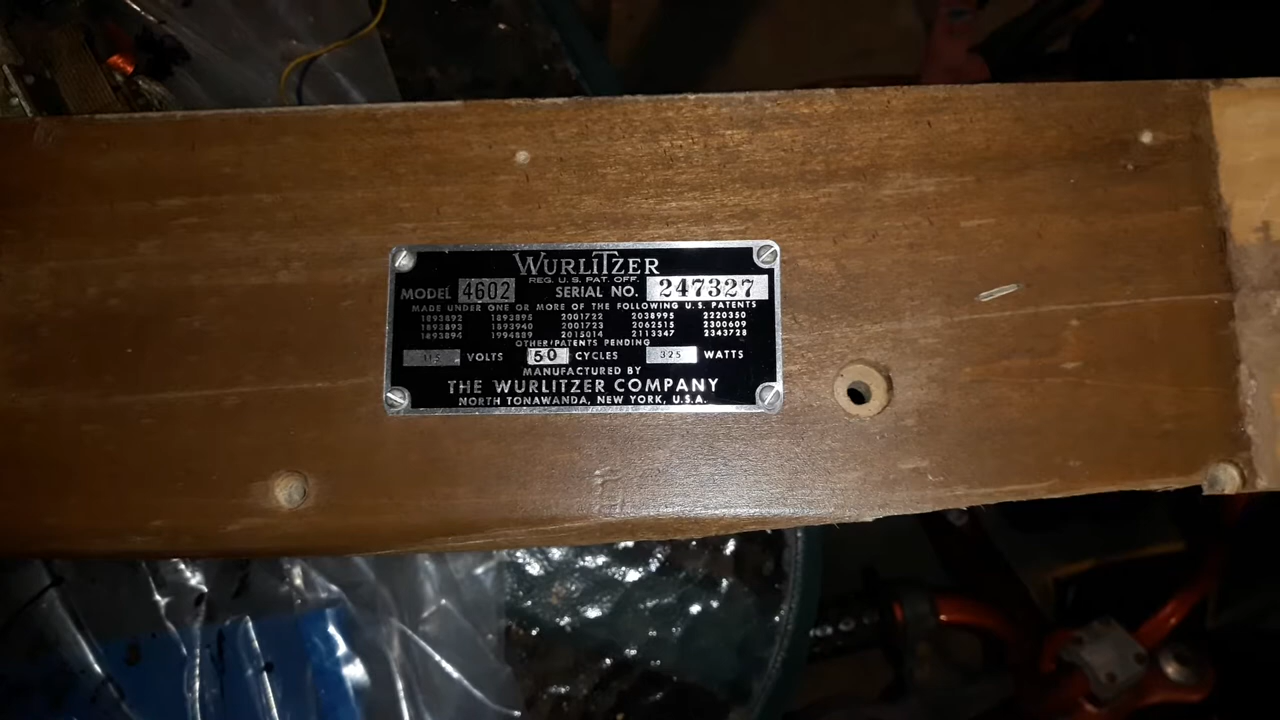 WURLITZER
REG. U. S. PAT. OFF.
MODEL 4602 SERIAL NO. 247327
MADE UNDER ONE OR MORE OF THE FOLLOWING U.S. PATENTS
1893892 1893895 2001722 2038995 2220350
1893893 1893940 2001723 2062515 2300609
1893894 1994889 2015014 2113347 2343728
OTHER PATENTS PENDING
115 VOLTS 50 CYCLES 325 WATTS
MANUFACTURED BY
THE WURLITZER COMPANY
NORTH TONAWANDA, NEW YORK, U.S.A.